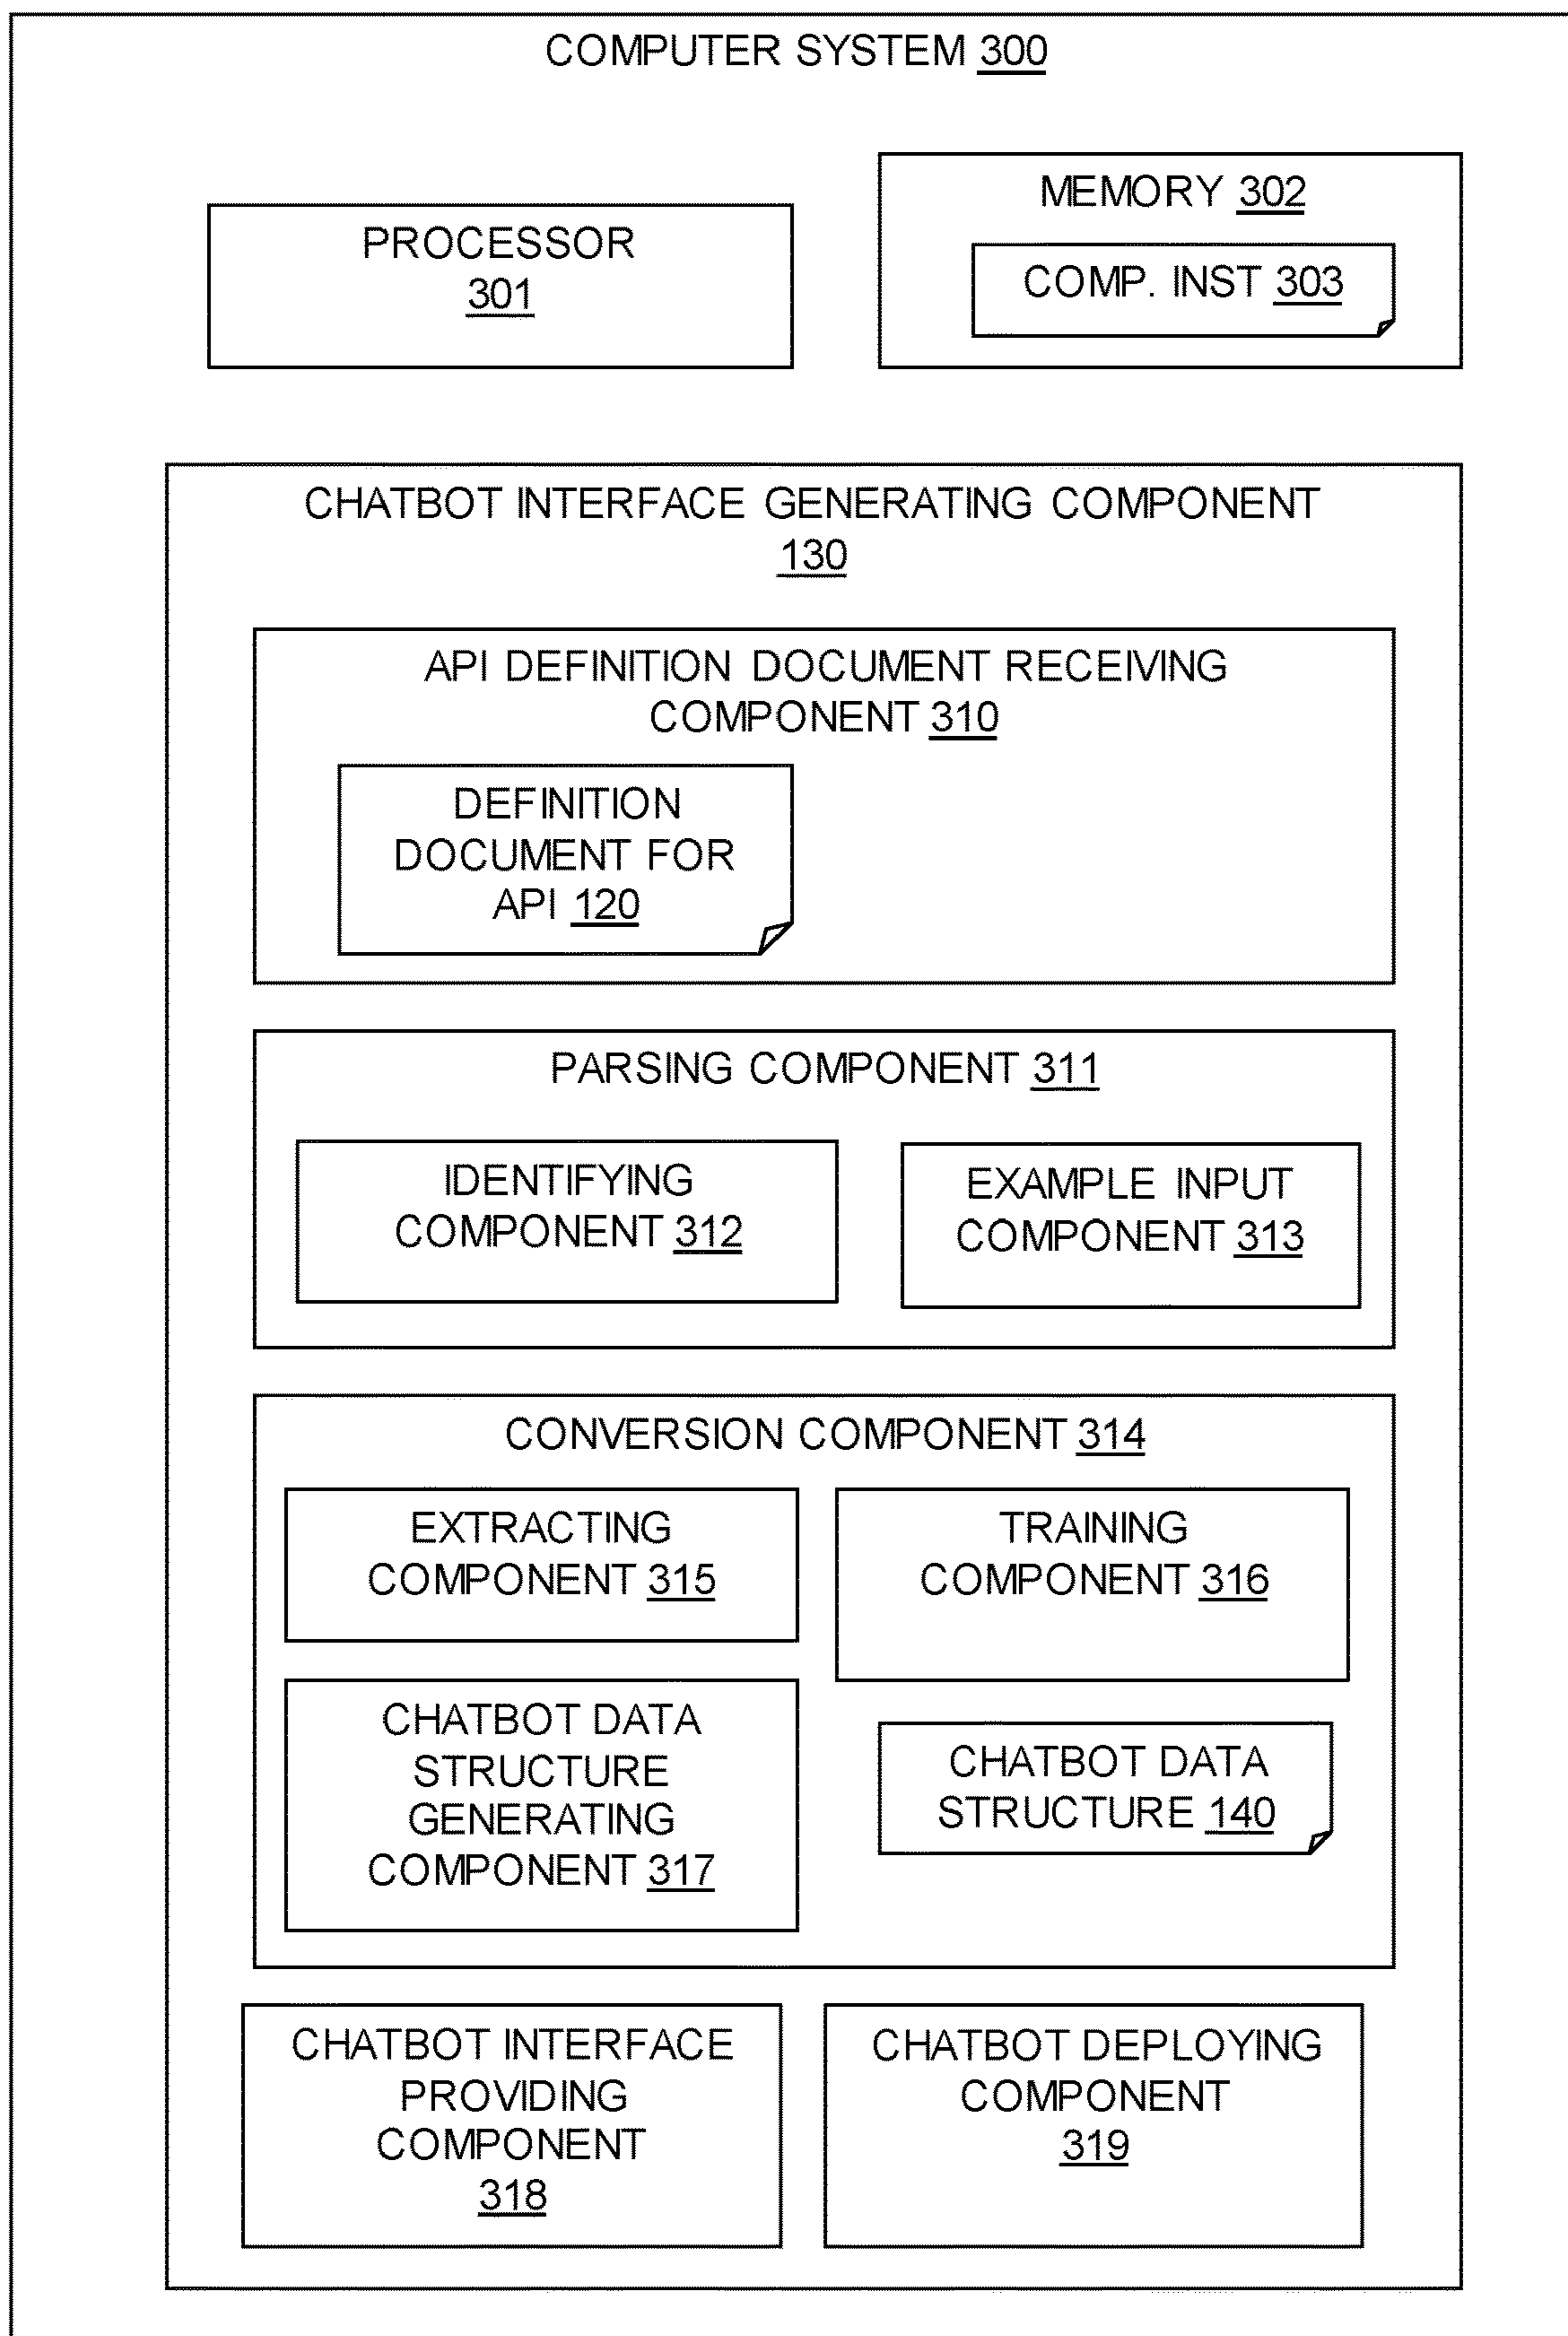 COMPUTER SYSTEM 300
PROCESSOR
301
MEMORY 302
COMP. INST 303
CHATBOT INTERFACE GENERATING COMPONENT
130
API DEFINITION DOCUMENT RECEIVING
COMPONENT 310
DEFINITION
DOCUMENT FOR
API 120
PARSING COMPONENT 311
IDENTIFYING
COMPONENT 312
EXAMPLE INPUT
COMPONENT 313
CONVERSION COMPONENT 314
EXTRACTING
COMPONENT 315
TRAINING
COMPONENT 316
CHATBOT DATA
STRUCTURE
GENERATING
COMPONENT 317
CHATBOT DATA
STRUCTURE 140
CHATBOT INTERFACE
PROVIDING
COMPONENT
318
CHATBOT DEPLOYING
COMPONENT
319